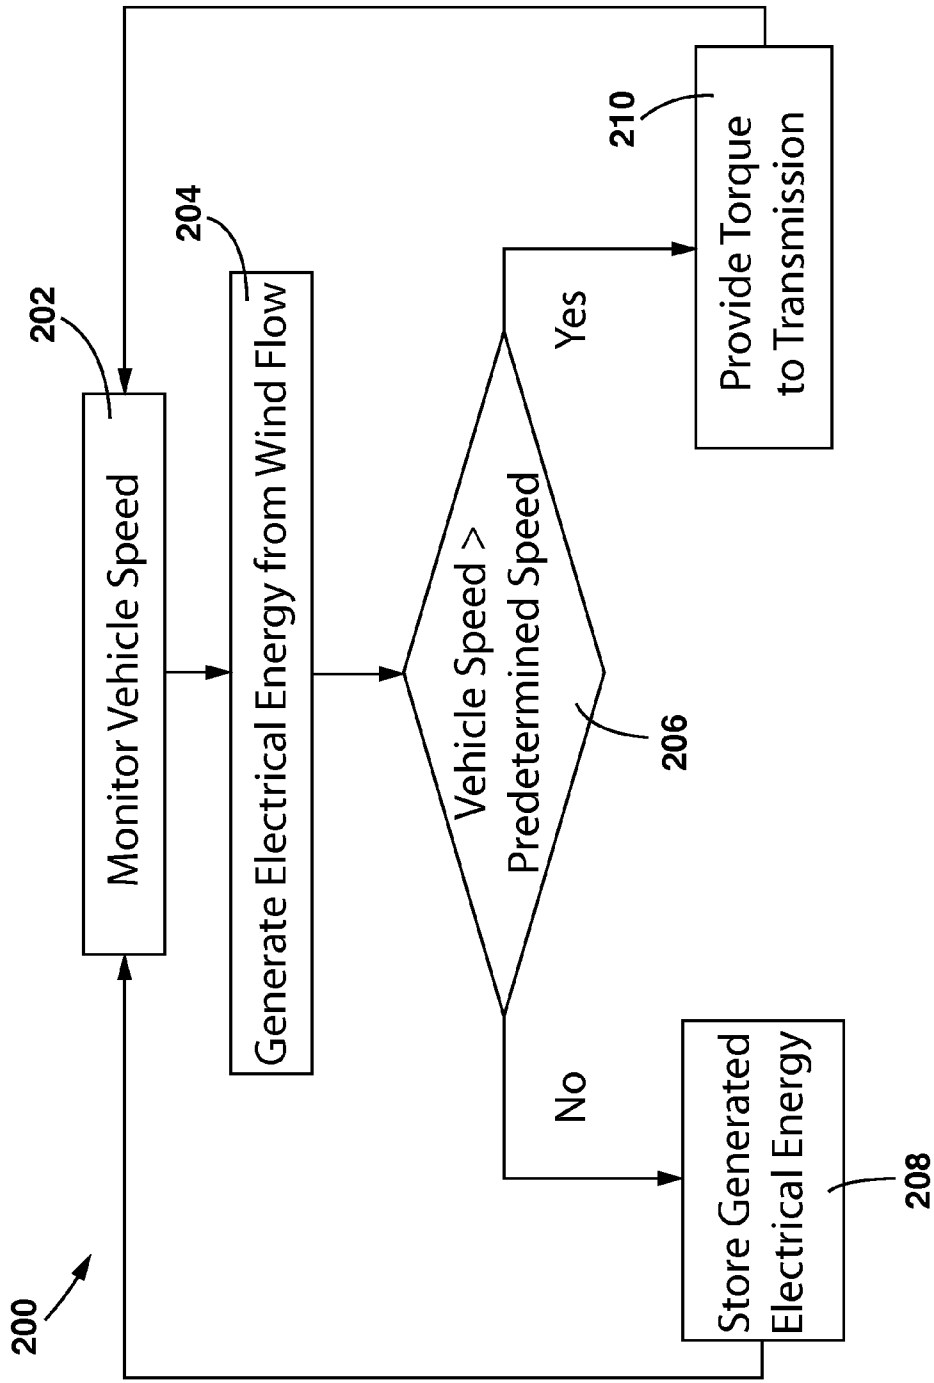 200
202
Monitor Vehicle Speed
204
Generate Electrical Energy from Wind Flow
Vehicle Speed >
Predetermined Speed
206
No
Yes
Store Generated
Electrical Energy
208
210
Provide Torque
to Transmission